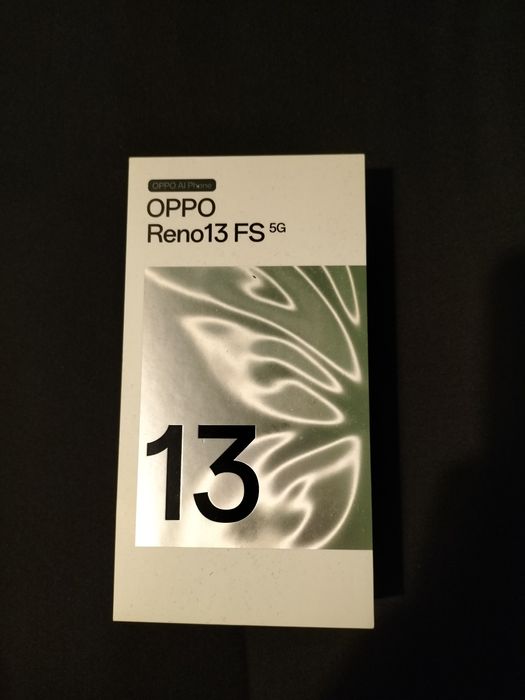 OPPO AI Phone
OPPO
Reno13 FS 5G
13